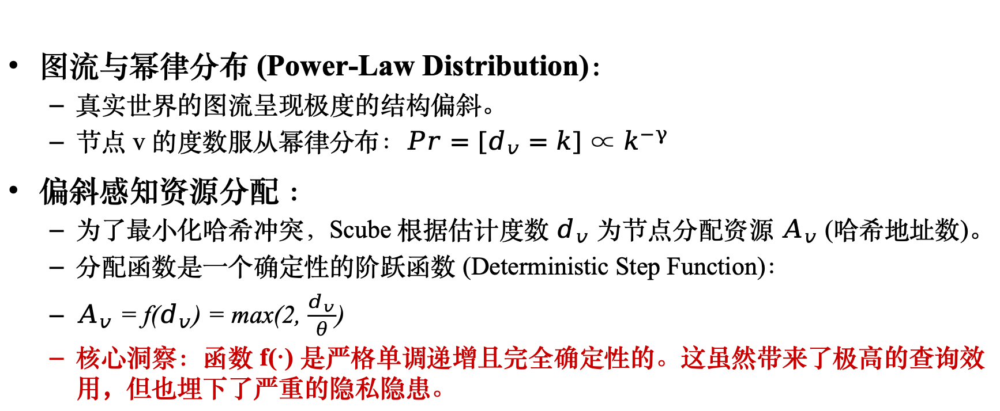 • 图流与幂律分布 (Power-Law Distribution)：
– 真实世界的图流呈现极度的结构偏斜。
– 节点 v 的度数服从幂律分布：Pr = [d_v = k] ∝ k^{−γ}
• 偏斜感知资源分配：
– 为了最小化哈希冲突，Scube 根据估计度数 d_v 为节点分配资源 A_v (哈希地址数)。
– 分配函数是一个确定性的阶跃函数 (Deterministic Step Function)：
– A_v = f(d_v) = max(2, d_v/θ)
– 核心洞察：函数 f(·) 是严格单调递增且完全确定性的。这虽然带来了极高的查询效
用，但也埋下了严重的隐私隐患。